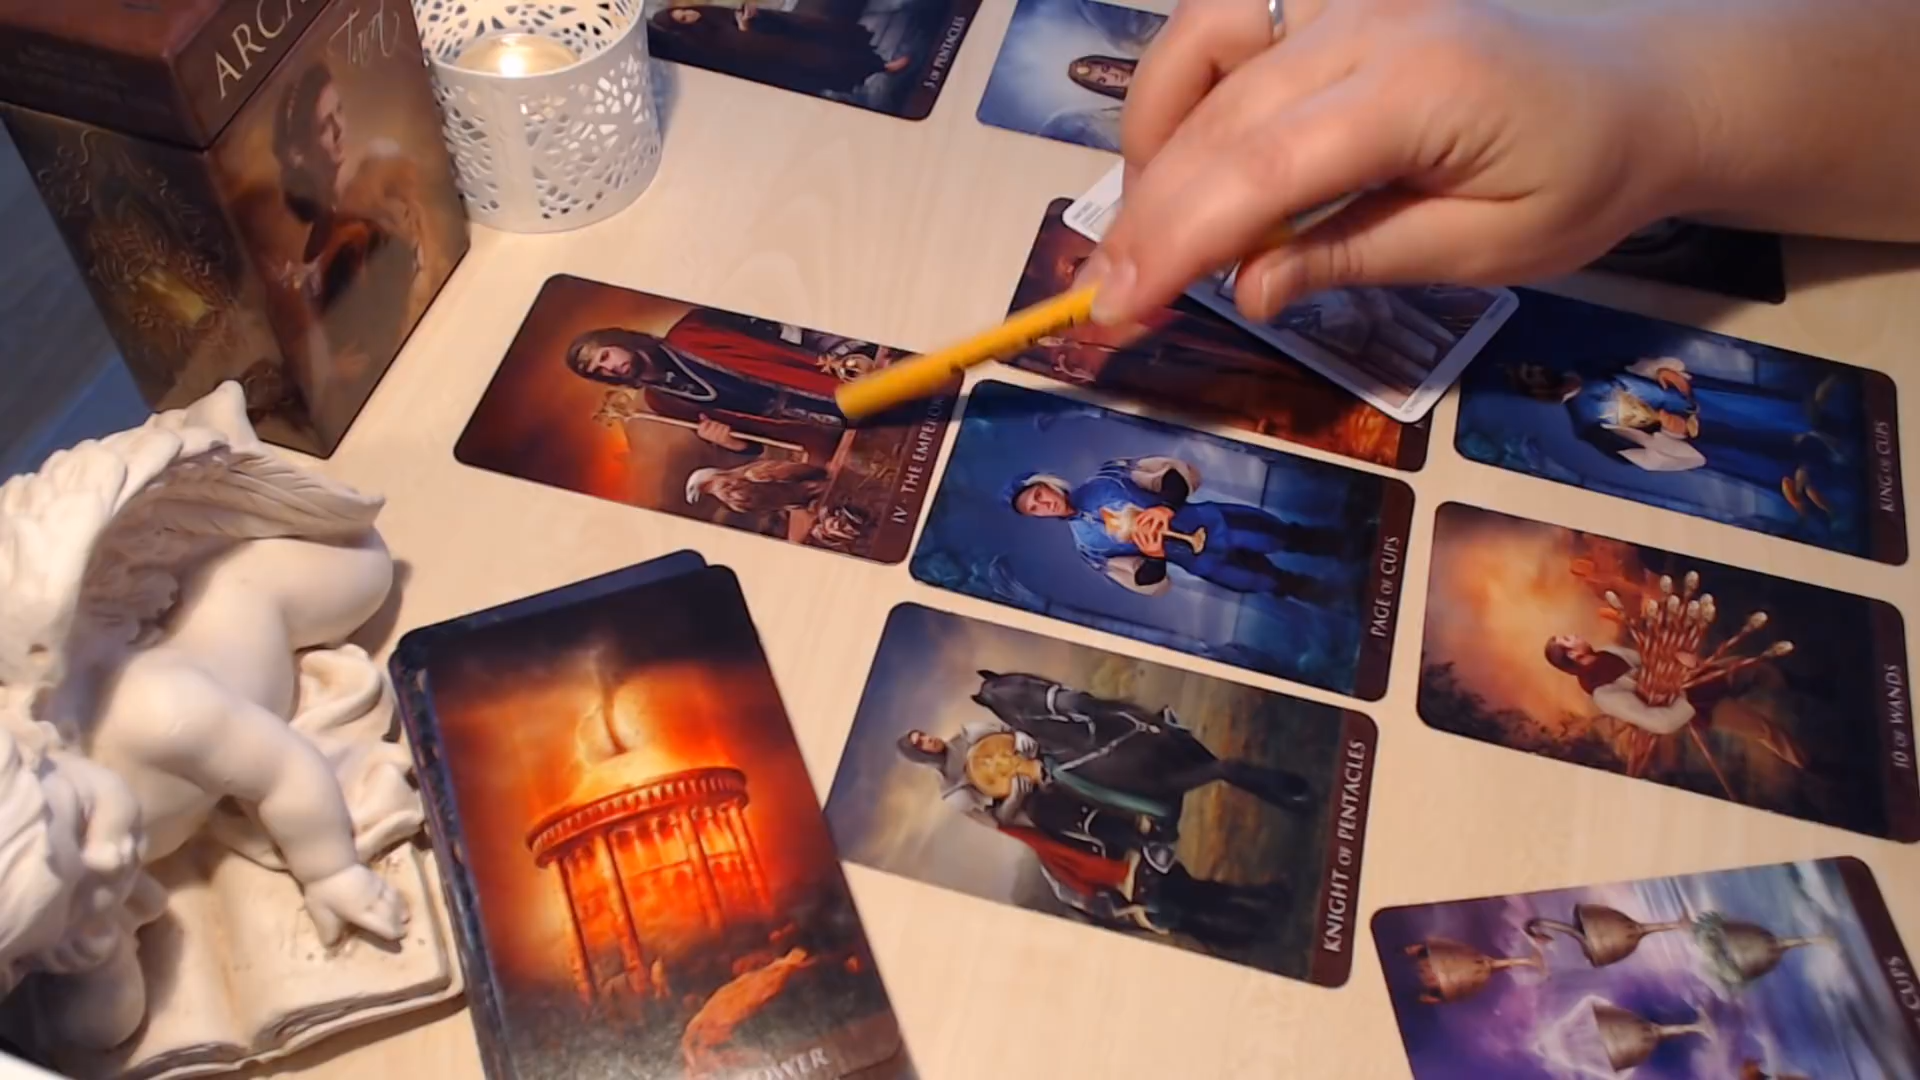 ARCA
Tarot
5 OF PENTACLES
IV THE EMPEROR
PAGE OF CUPS
KING OF CUPS
10 OF WANDS
KNIGHT OF PENTACLES
CUPS
OWER